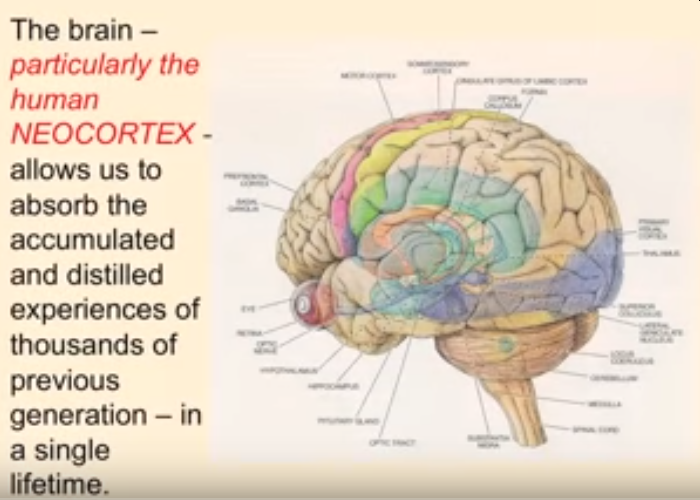 The brain –
particularly the
human
NEOCORTEX -
allows us to
absorb the
accumulated
and distilled
experiences of
thousands of
previous
generation – in
a single
lifetime.
MOTOR CORTEX
SOMATOSENSORY
CORTEX
CINGULATE GYRUS OF LIMBIC CORTEX
CORPUS
CALLOSUM
FORNIX
PREFRONTAL
CORTEX
BASAL
GANGLIA
EYE
RETINA
OPTIC
NERVE
HYPOTHALAMUS
HIPPOCAMPUS
PITUITARY GLAND
OPTIC TRACT
SUBSTANTIA
NIGRA
PRIMARY
VISUAL
CORTEX
THALAMUS
SUPERIOR
COLLICULUS
LATERAL
GENICULATE
NUCLEUS
LOCUS
COERULEUS
CEREBELLUM
MEDULLA
SPINAL CORD